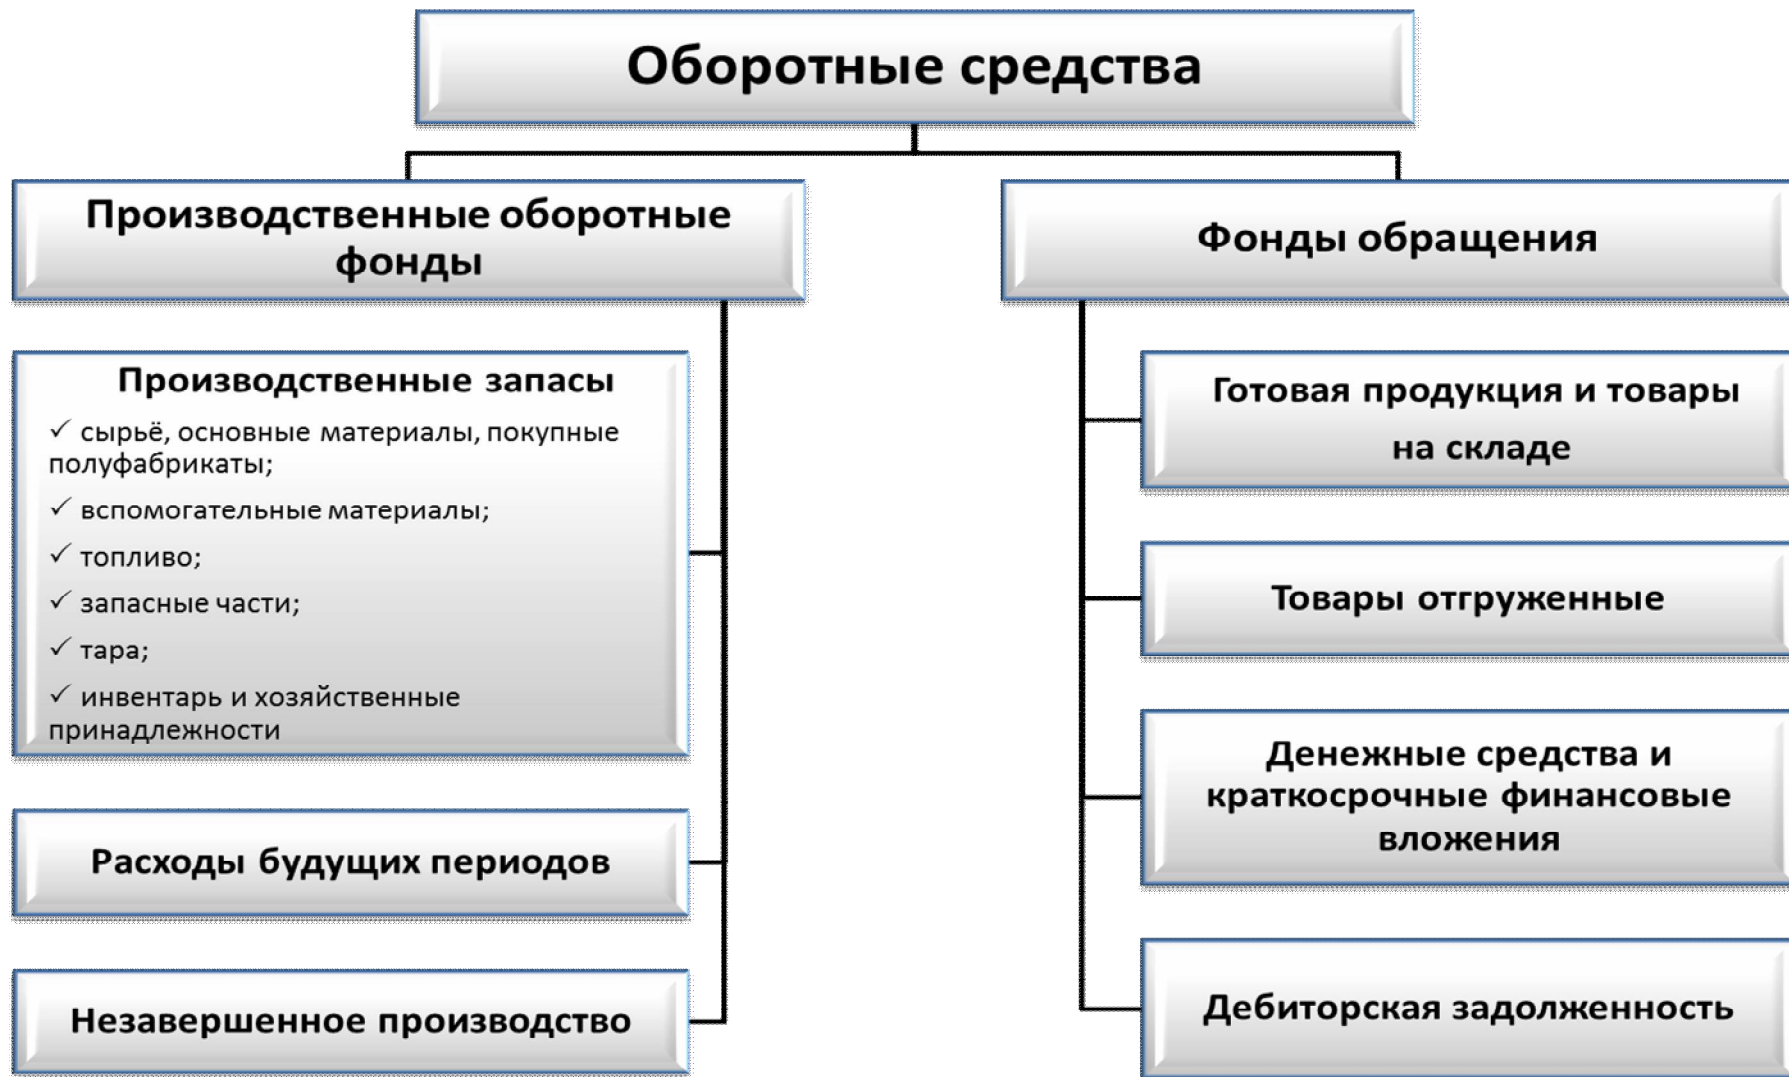 Оборотные средства
Производственные оборотные
фонды
Производственные запасы
✓ сырьё, основные материалы, покупные
полуфабрикаты;
✓ вспомогательные материалы;
✓ топливо;
✓ запасные части;
✓ тара;
✓ инвентарь и хозяйственные
принадлежности
Расходы будущих периодов
Незавершенное производство
Фонды обращения
Готовая продукция и товары
на складе
Товары отгруженные
Денежные средства и
краткосрочные финансовые
вложения
Дебиторская задолженность